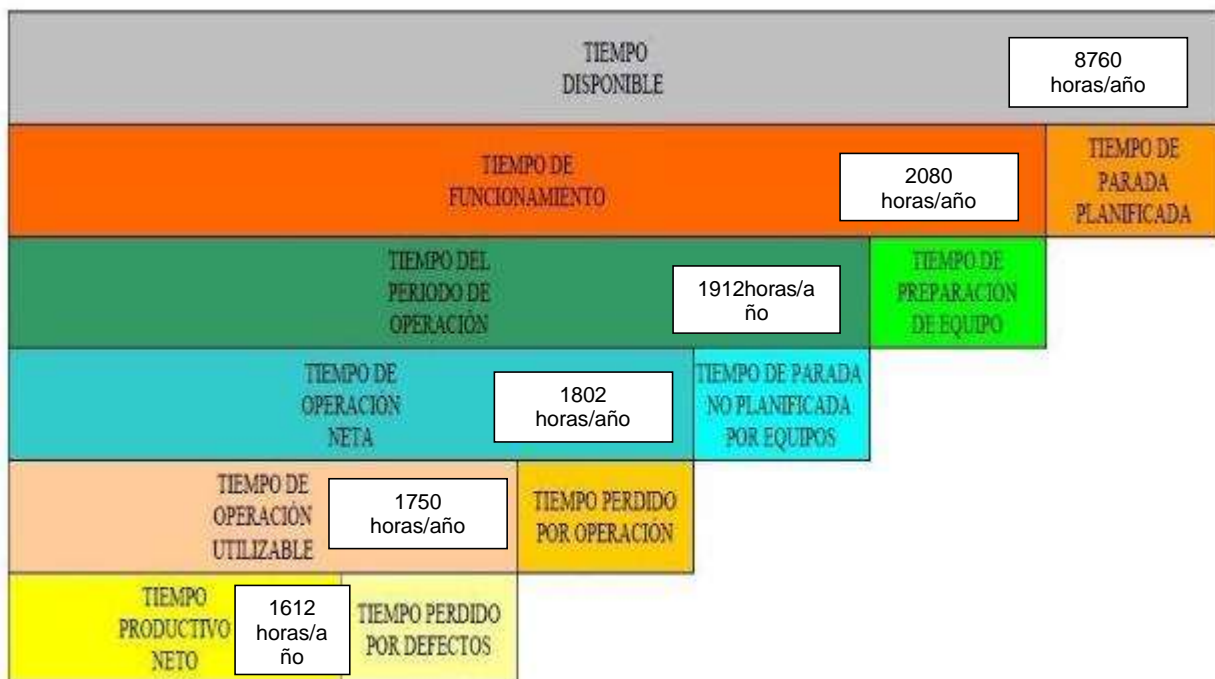 TIEMPO
DISPONIBLE
8760
horas/año
TIEMPO DE
FUNCIONAMIENTO
2080
horas/año
TIEMPO DE
PARADA
PLANIFICADA
TIEMPO DEL
PERIODO DE
OPERACIÓN
1912horas/a
ño
TIEMPO DE
PREPARACIÓN
DE EQUIPO
TIEMPO DE
OPERACIÓN
NETA
1802
horas/año
TIEMPO DE PARADA
NO PLANIFICADA
POR EQUIPOS
TIEMPO DE
OPERACIÓN
UTILIZABLE
1750
horas/año
TIEMPO PERDIDO
POR OPERACIÓN
TIEMPO
PRODUCTIVO
NETO
1612
horas/a
ño
TIEMPO PERDIDO
POR DEFECTOS